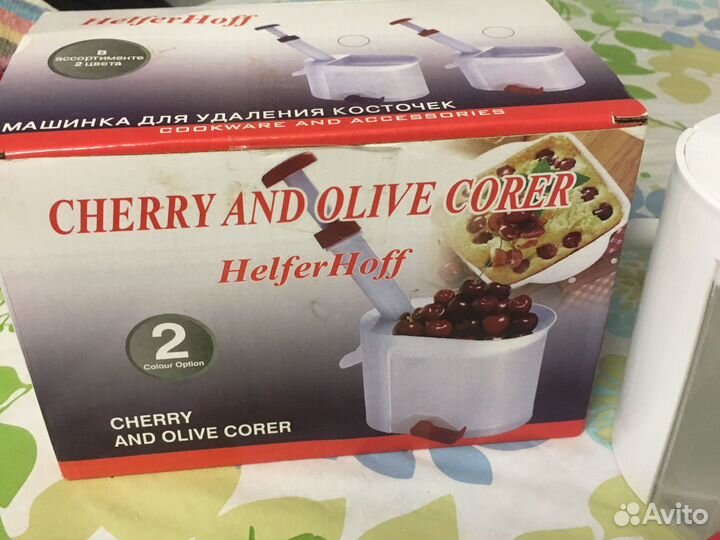 HelferHoff
В
ассортименте
2 цвета
МАШИНКА ДЛЯ УДАЛЕНИЯ КОСТОЧЕК
COOKWARE AND ACCESSORIES
CHERRY AND OLIVE CORER
HelferHoff
2
Colour Option
CHERRY
AND OLIVE CORER
Avito